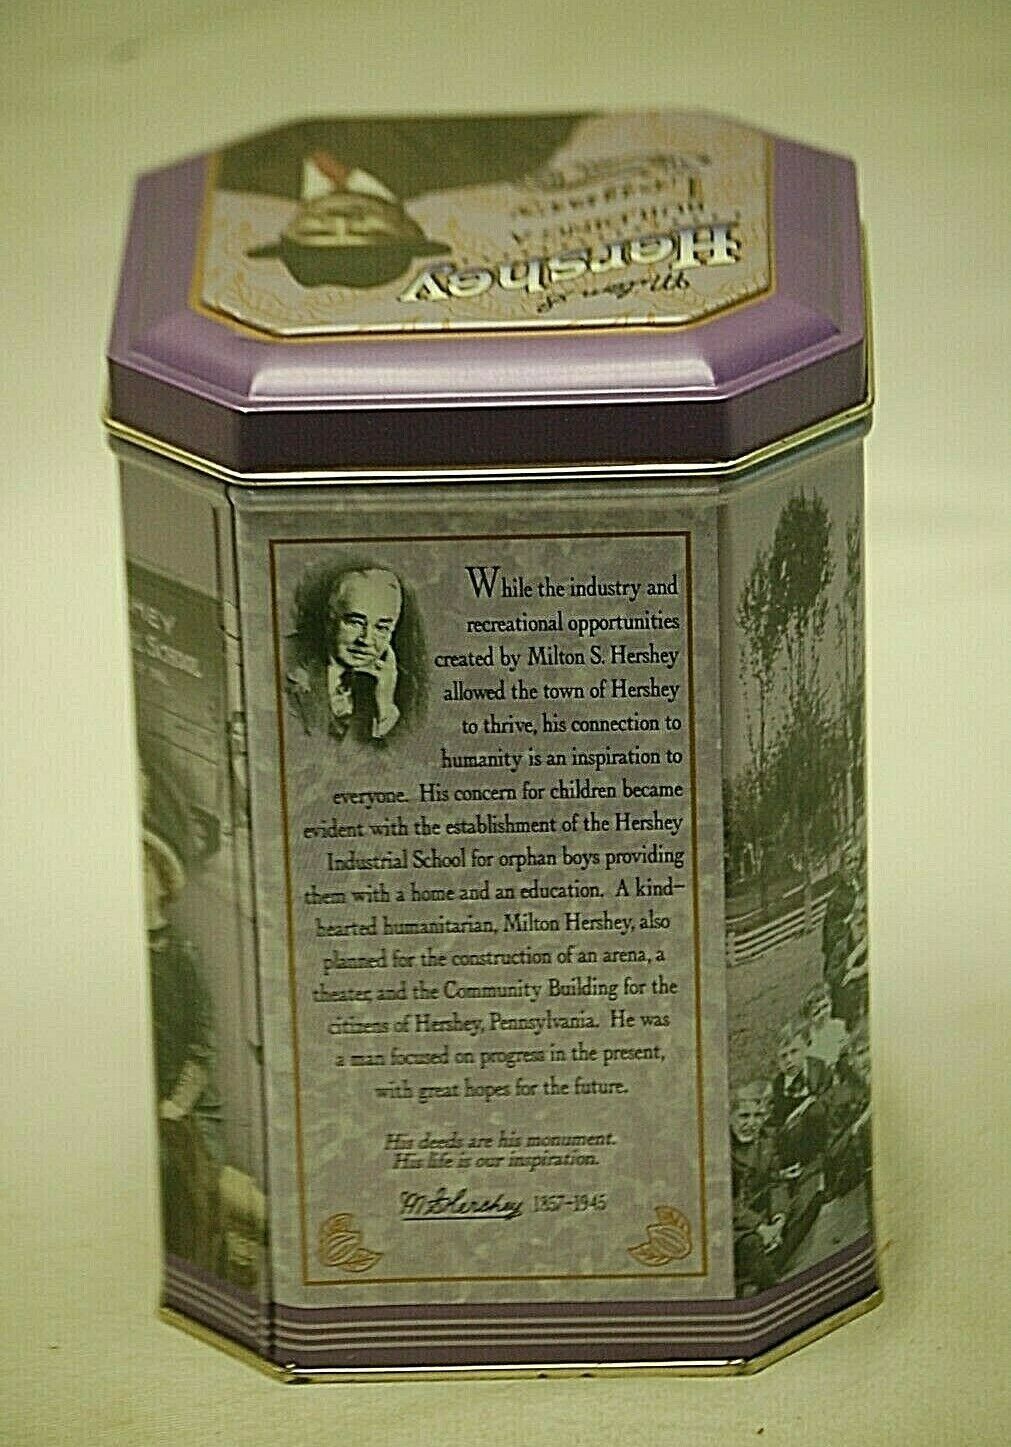 Milton S.
Hershey
BUILDING A
Legacy
HEY
SCHOOL
While the industry and
recreational opportunities
created by Milton S. Hershey
allowed the town of Hershey
to thrive, his connection to
humanity is an inspiration to
everyone. His concern for children became
evident with the establishment of the Hershey
Industrial School for orphan boys providing
them with a home and an education. A kind-
hearted humanitarian, Milton Hershey, also
planned for the construction of an arena, a
theater, and the Community Building for the
citizens of Hershey, Pennsylvania. He was
a man focused on progress in the present,
with great hopes for the future.
His deeds are his monument.
His life is our inspiration.
M S Hershey 1857-1945